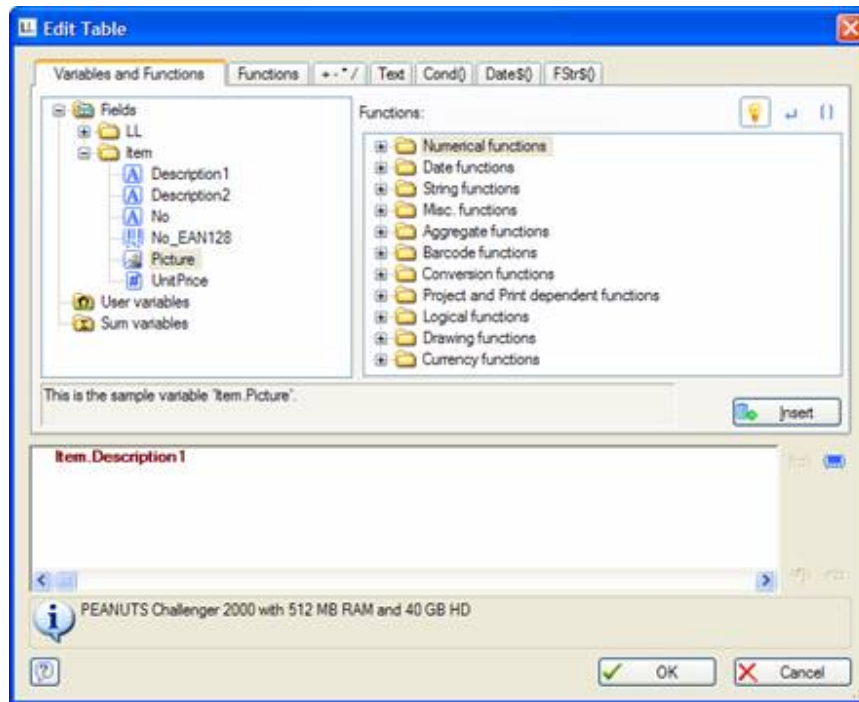 LL Edit Table
Variables and Functions Functions + - * / Text Cond() Date$() FStr$()
Fields
LL
Item
Description1
Description2
No
No_EAN128
Picture
UnitPrice
User variables
Sum variables
Functions:
Numerical functions
Date functions
String functions
Misc. functions
Aggregate functions
Barcode functions
Conversion functions
Project and Print dependent functions
Logical functions
Drawing functions
Currency functions
This is the sample variable 'Item.Picture'.
Insert
Item.Description1
PEANUTS Challenger 2000 with 512 MB RAM and 40 GB HD
OK Cancel